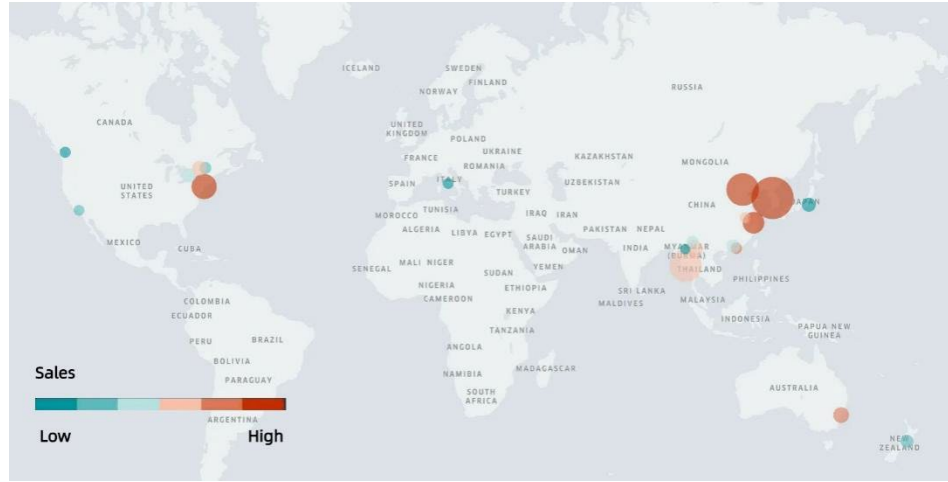 ICELAND
SWEDEN
FINLAND
NORWAY
RUSSIA
CANADA
UNITED
KINGDOM
POLAND
UKRAINE
FRANCE
KAZAKHSTAN
MONGOLIA
ROMANIA
ITALY
UNITED
STATES
SPAIN
TURKEY
UZBEKISTAN
CHINA
JAPAN
MOROCCO
TUNISIA
IRAQ
IRAN
ALGERIA
LIBYA
EGYPT
SAUDI
ARABIA
OMAN
PAKISTAN
NEPAL
MEXICO
CUBA
INDIA
MYANMAR
(BURMA)
SENEGAL
MALI
NIGER
SUDAN
YEMEN
THAILAND
PHILIPPINES
NIGERIA
ETHIOPIA
SRI LANKA
CAMEROON
MALDIVES
MALAYSIA
COLOMBIA
ECUADOR
KENYA
INDONESIA
PAPUA NEW
GUINEA
TANZANIA
PERU
BRAZIL
ANGOLA
BOLIVIA
MADAGASCAR
Sales
NAMIBIA
PARAGUAY
AUSTRALIA
SOUTH
AFRICA
ARGENTINA
Low
High
NEW
ZEALAND